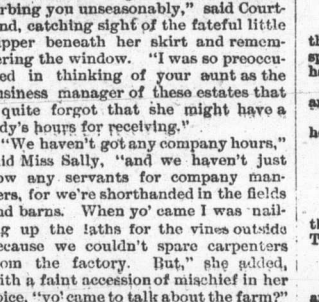 rbing you unseasonably," said Court-
nd, catching sight of the fateful little
pper beneath her skirt and remem-
ering the window. "I was so preoccu-
ed in thinking of your aunt as the
usiness manager of these estates that
quite forgot that she might have a
dy's hours for receiving."
"We haven't got any company hours,"
id Miss Sally, "and we haven't just
ow any servants for company man-
ers, for we're shorthanded in the fields
nd barns. When yo' came I was nail-
g up the laths for the vines outside
ecause we couldn't spare carpenters
om the factory. But," she added,
ith a faint accession of mischief in her
oice, "yo' came to talk about the farm?"